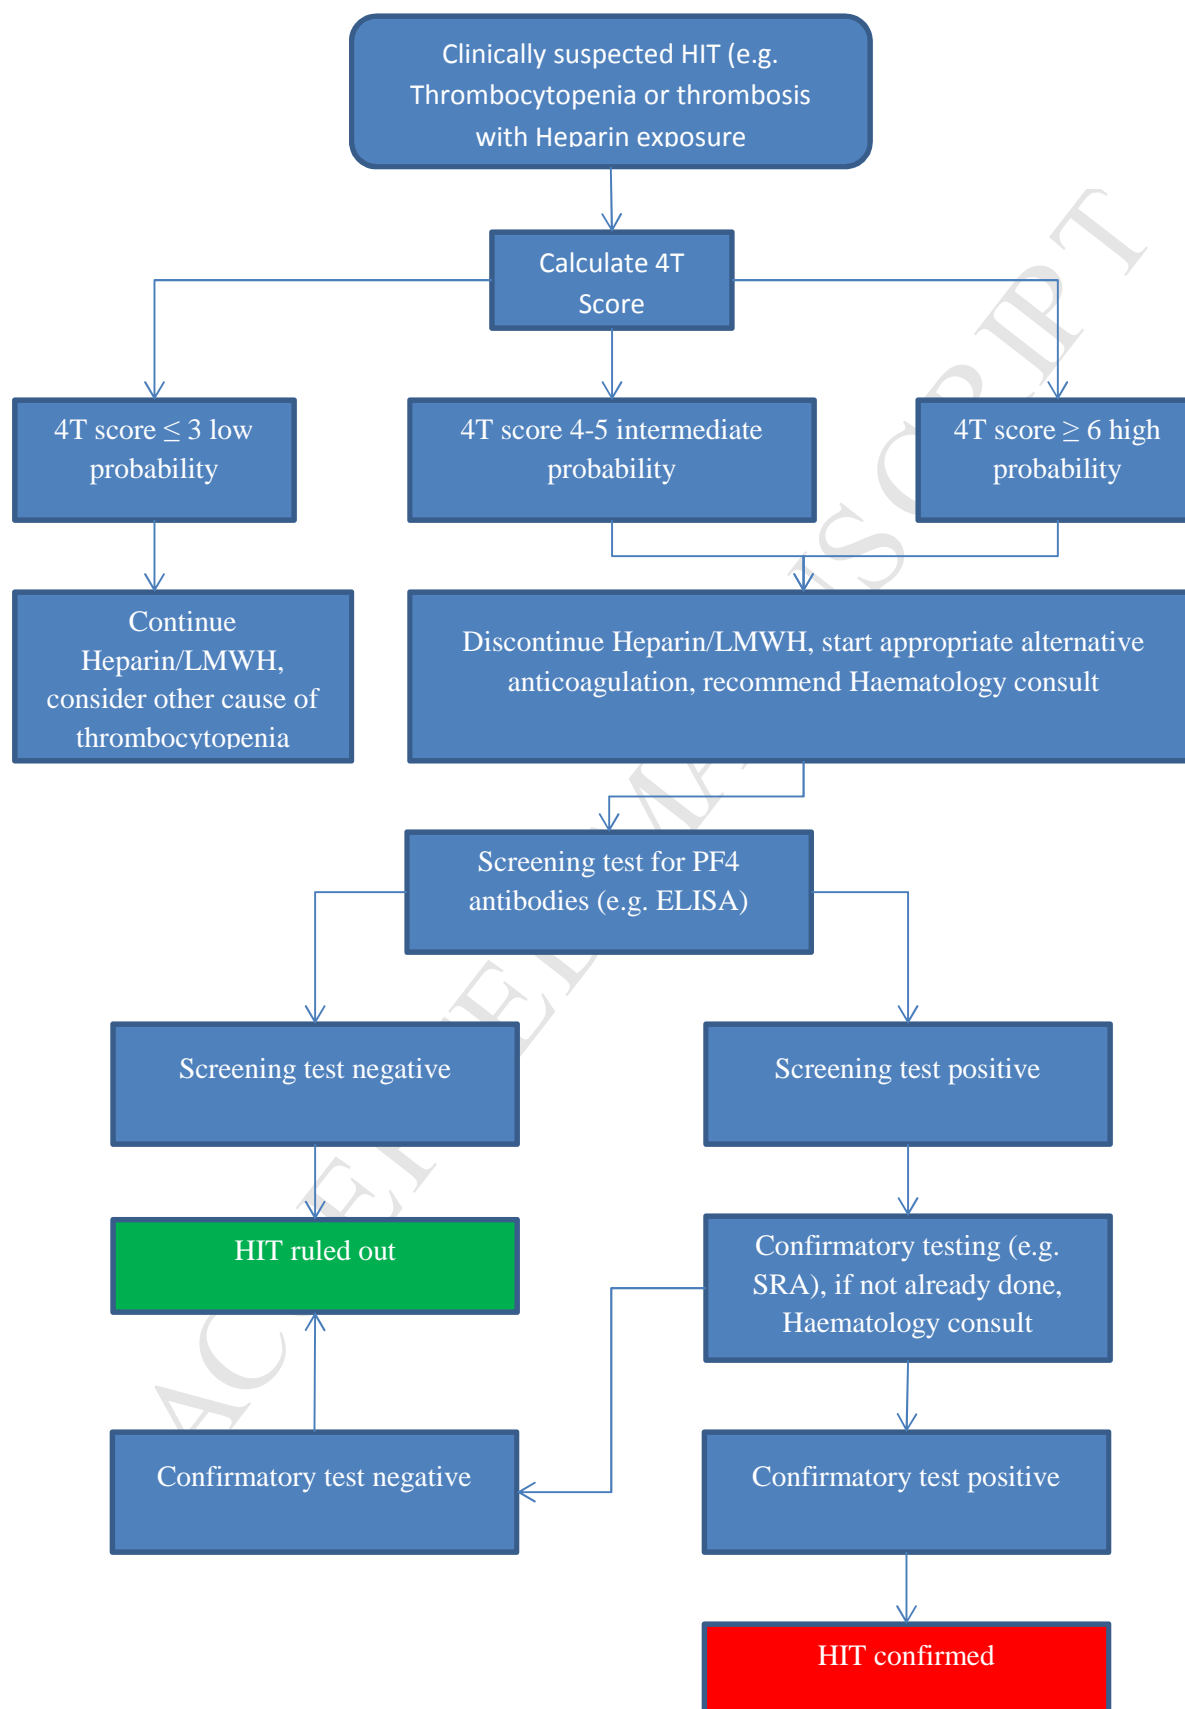 Clinically suspected HIT (e.g.
Thrombocytopenia or thrombosis
with Heparin exposure
Calculate 4T
Score
4T score ≤ 3 low
probability
4T score 4-5 intermediate
probability
4T score ≥ 6 high
probability
Continue
Heparin/LMWH,
consider other cause of
thrombocytopenia
Discontinue Heparin/LMWH, start appropriate alternative
anticoagulation, recommend Haematology consult
Screening test for PF4
antibodies (e.g. ELISA)
Screening test negative
Screening test positive
HIT ruled out
Confirmatory testing (e.g.
SRA), if not already done,
Haematology consult
Confirmatory test negative
Confirmatory test positive
HIT confirmed